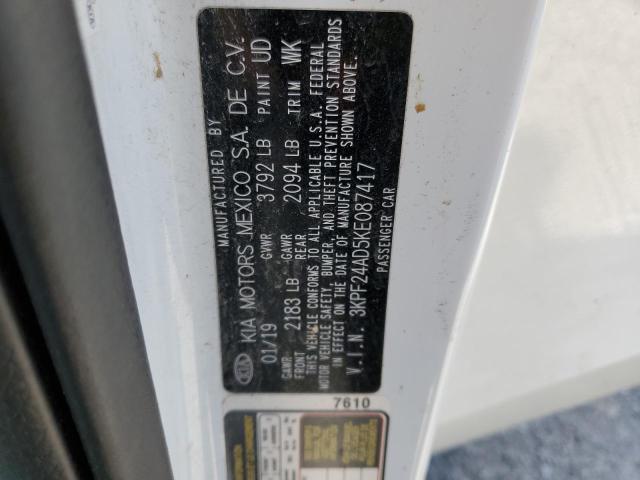 MANUFACTURED BY
KIA KIA MOTORS MEXICO S.A. DE C.V.
01/19 GVWR 3792 LB PAINT UD
GAWR FRONT 2183 LB GAWR REAR 2094 LB TRIM WK
THIS VEHICLE CONFORMS TO ALL APPLICABLE U.S.A. FEDERAL
MOTOR VEHICLE SAFETY, BUMPER, AND THEFT PREVENTION STANDARDS
IN EFFECT ON THE DATE OF MANUFACTURE SHOWN ABOVE.
V.I.N. 3KPF24AD5KE087417
PASSENGER CAR
7610